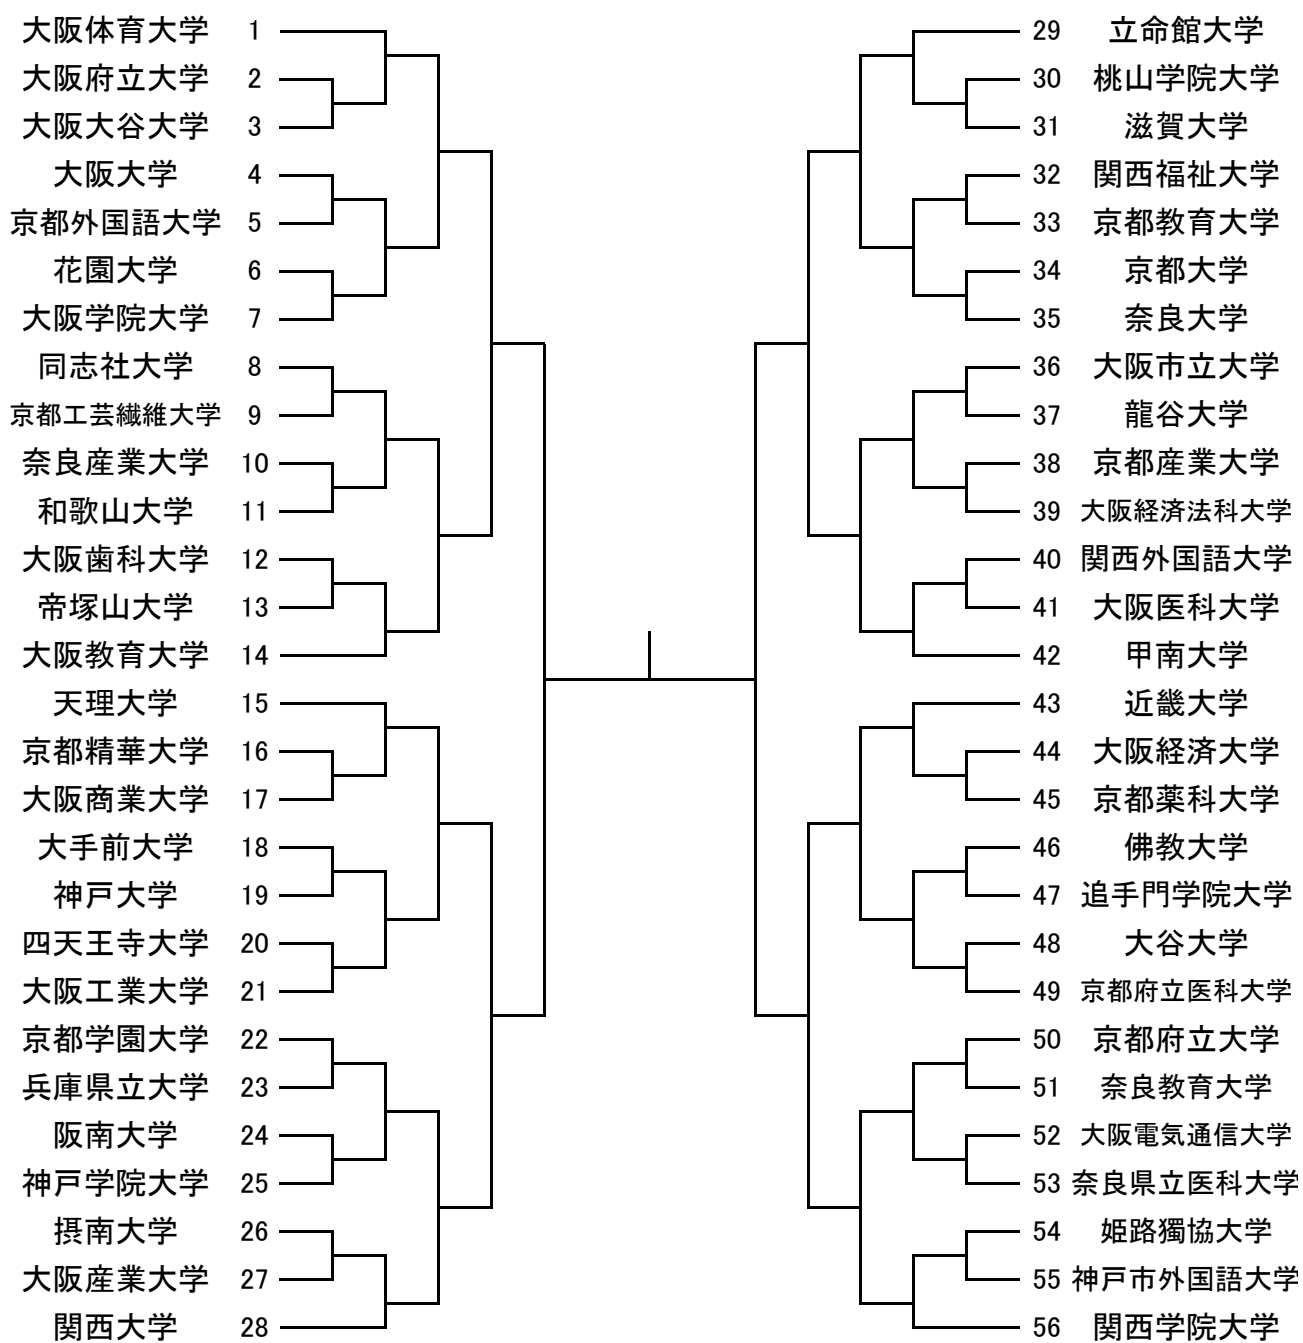 大阪体育大学 1
大阪府立大学 2
大阪大谷大学 3
大阪大学 4
京都外国語大学 5
花園大学 6
大阪学院大学 7
同志社大学 8
京都工芸繊維大学 9
奈良産業大学 10
和歌山大学 11
大阪歯科大学 12
帝塚山大学 13
大阪教育大学 14
天理大学 15
京都精華大学 16
大阪商業大学 17
大手前大学 18
神戸大学 19
四天王寺大学 20
大阪工業大学 21
京都学園大学 22
兵庫県立大学 23
阪南大学 24
神戸学院大学 25
摂南大学 26
大阪産業大学 27
関西大学 28
29 立命館大学
30 桃山学院大学
31 滋賀大学
32 関西福祉大学
33 京都教育大学
34 京都大学
35 奈良大学
36 大阪市立大学
37 龍谷大学
38 京都産業大学
39 大阪経済法科大学
40 関西外国語大学
41 大阪医科大学
42 甲南大学
43 近畿大学
44 大阪経済大学
45 京都薬科大学
46 佛教大学
47 追手門学院大学
48 大谷大学
49 京都府立医科大学
50 京都府立大学
51 奈良教育大学
52 大阪電気通信大学
53 奈良県立医科大学
54 姫路獨協大学
55 神戸市外国語大学
56 関西学院大学